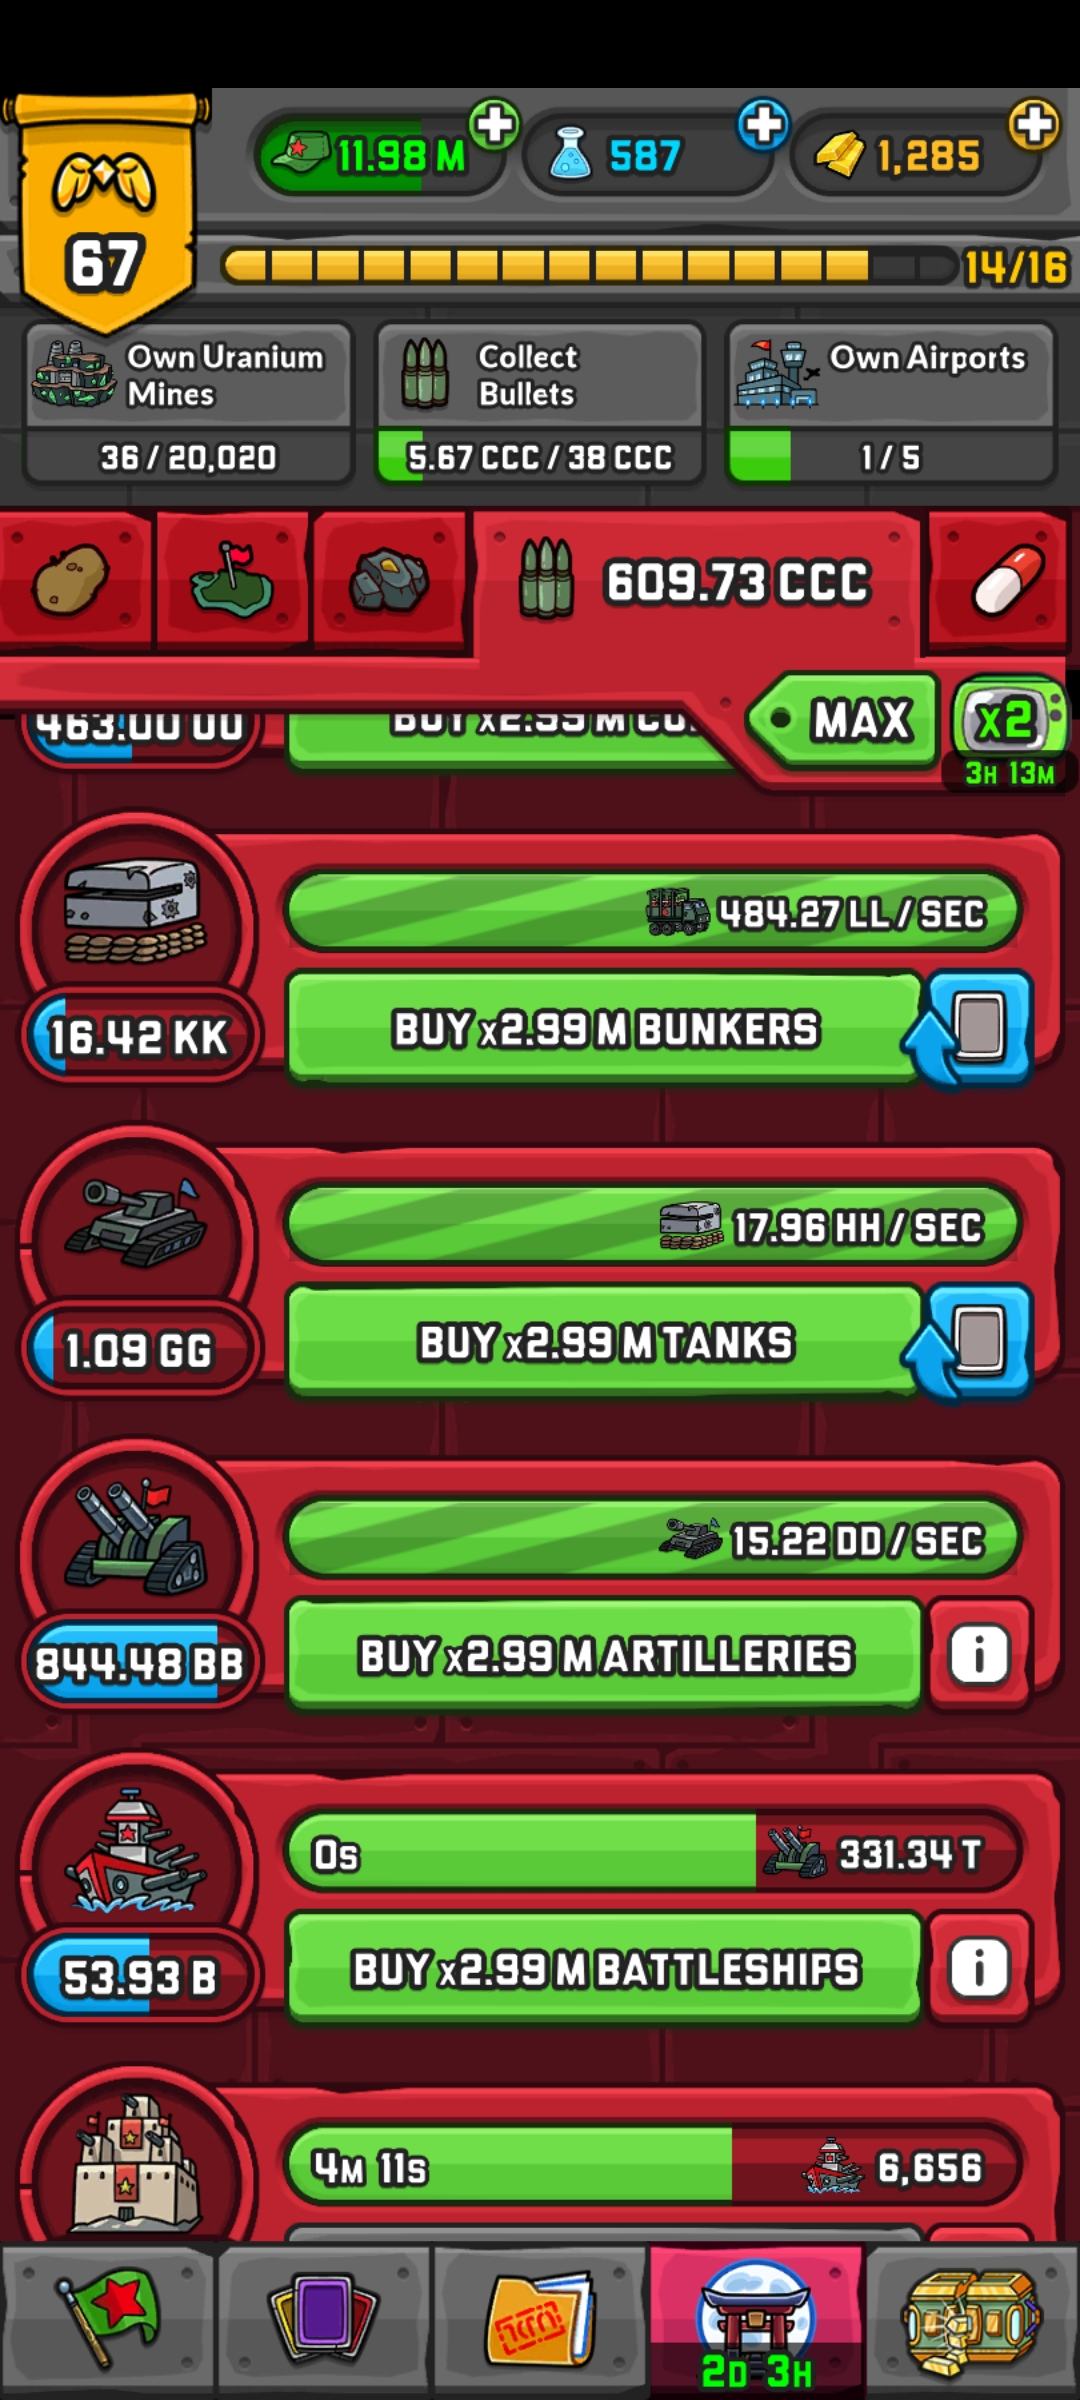 11.98 M
587
1,285
67
14/16
Own Uranium
Mines
36 / 20,020
Collect
Bullets
5.67 CCC / 38 CCC
Own Airports
1 / 5
609.73 CCC
MAX
x2
3H 13M
463.00 OO
BUY x2.99 M
484.27 LL / SEC
16.42 KK
BUY x2.99 M BUNKERS
17.96 HH / SEC
1.09 GG
BUY x2.99 M TANKS
15.22 DD / SEC
844.48 BB
BUY x2.99 M ARTILLERIES
i
0s
331.34 T
53.93 B
BUY x2.99 M BATTLESHIPS
i
4M 11s
6,656
2D 3H